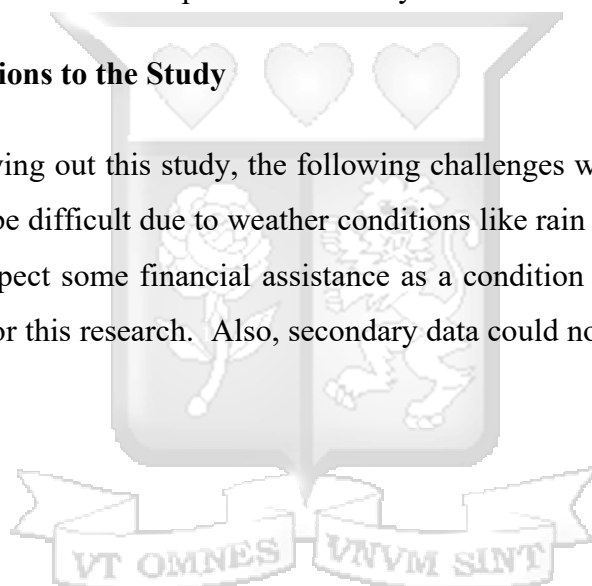 ions to the Study
ying out this study, the following challenges w
be difficult due to weather conditions like rain
pect some financial assistance as a condition
or this research. Also, secondary data could no
VT OMNES VNVM SINT